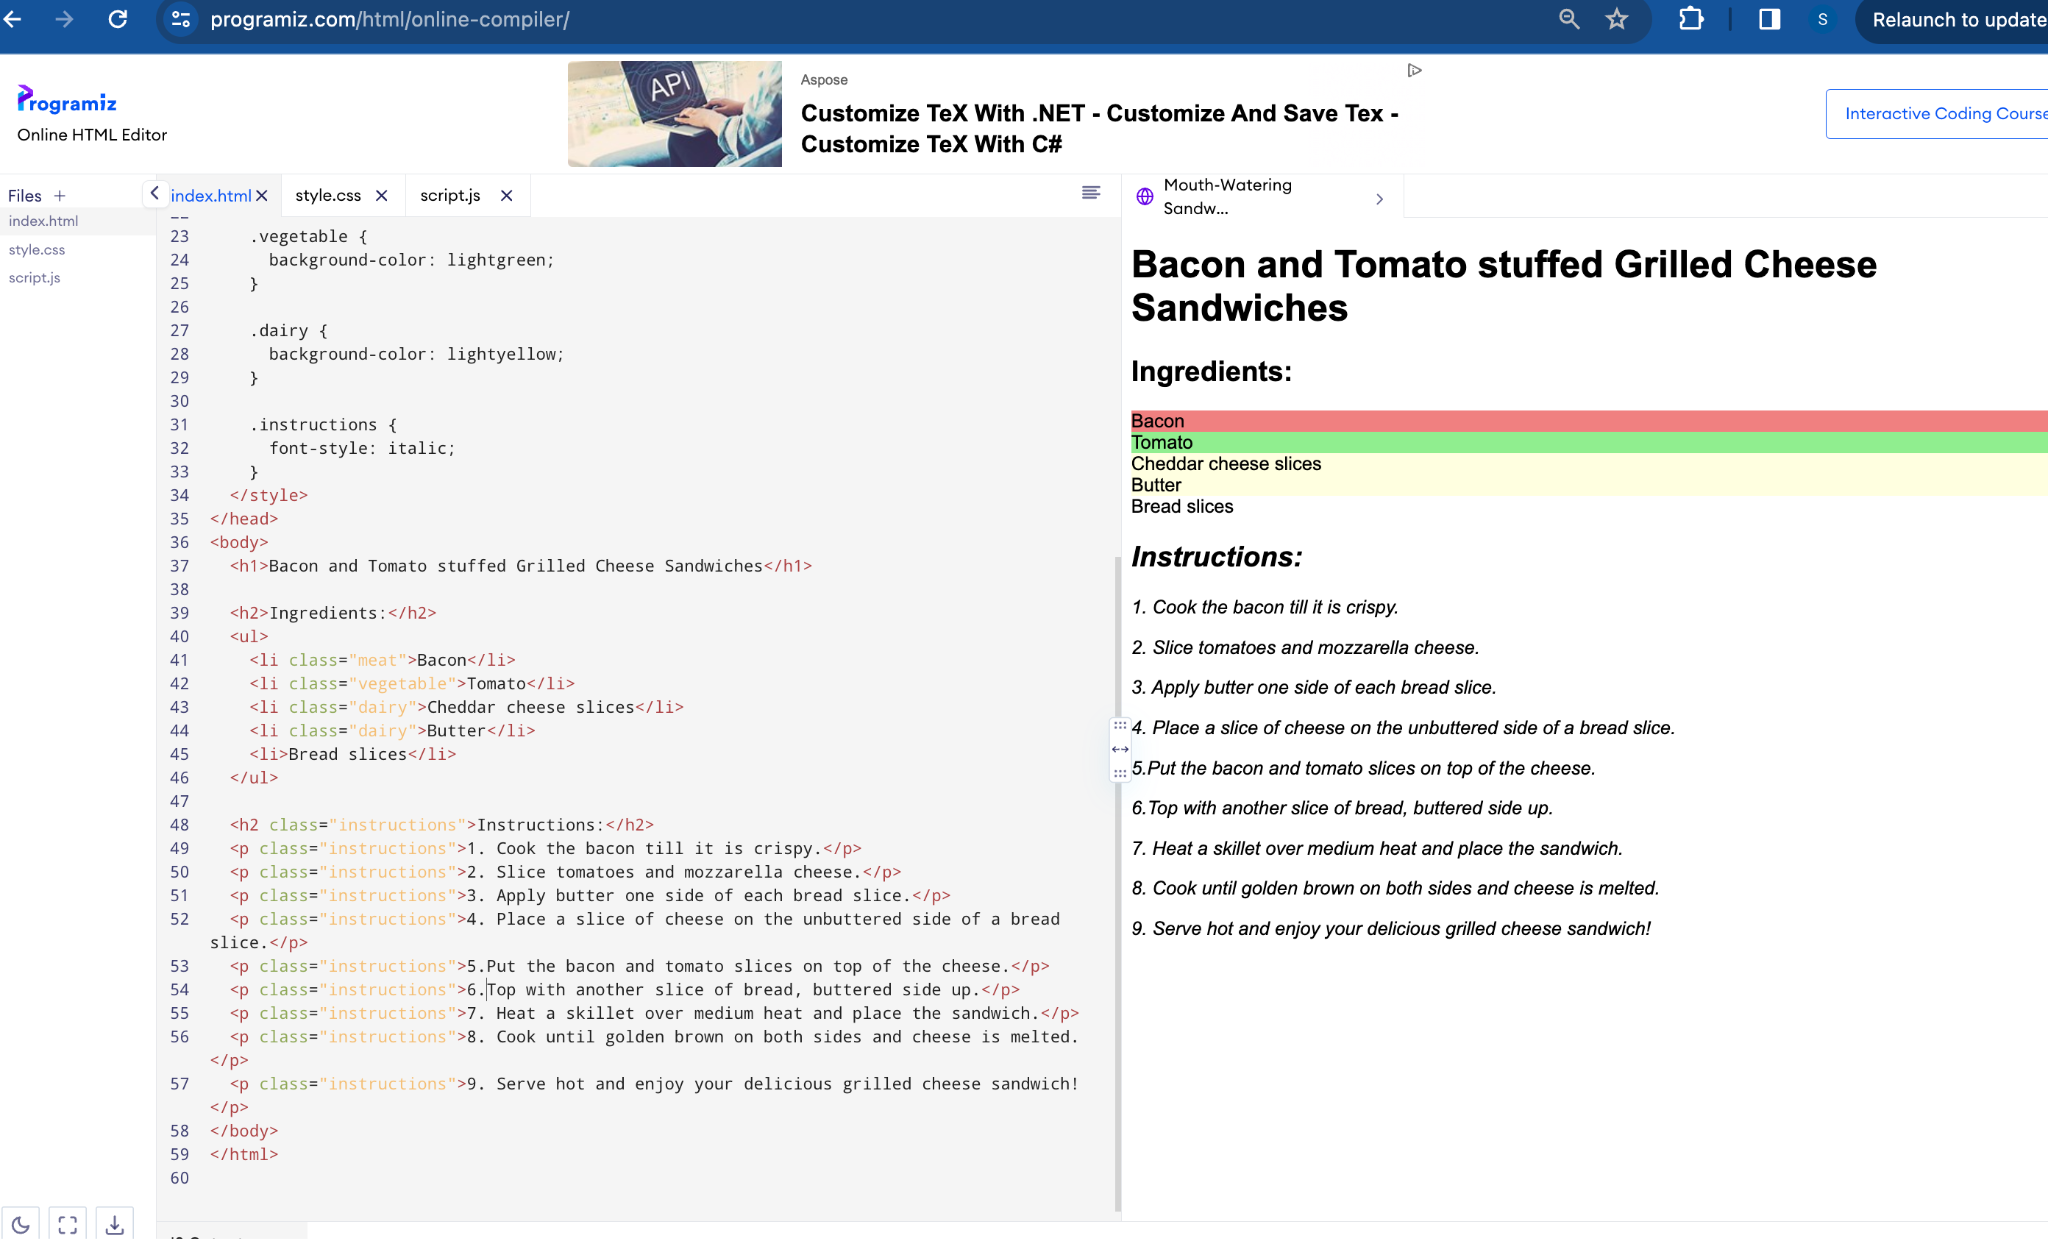 programiz.com/html/online-compiler/
S
Relaunch to update
Programiz
Online HTML Editor
API
Aspose
Customize TeX With .NET - Customize And Save Tex -
Customize TeX With C#
Interactive Coding Course
Files +
index.html
style.css
script.js
index.html
style.css
script.js
Mouth-Watering
Sandw...
23 .vegetable {
24 background-color: lightgreen;
25 }
26
27 .dairy {
28 background-color: lightyellow;
29 }
30
31 .instructions {
32 font-style: italic;
33 }
34 </style>
35 </head>
36 <body>
37 <h1>Bacon and Tomato stuffed Grilled Cheese Sandwiches</h1>
38
39 <h2>Ingredients:</h2>
40 <ul>
41 <li class="meat">Bacon</li>
42 <li class="vegetable">Tomato</li>
43 <li class="dairy">Cheddar cheese slices</li>
44 <li class="dairy">Butter</li>
45 <li>Bread slices</li>
46 </ul>
47
48 <h2 class="instructions">Instructions:</h2>
49 <p class="instructions">1. Cook the bacon till it is crispy.</p>
50 <p class="instructions">2. Slice tomatoes and mozzarella cheese.</p>
51 <p class="instructions">3. Apply butter one side of each bread slice.</p>
52 <p class="instructions">4. Place a slice of cheese on the unbuttered side of a bread
slice.</p>
53 <p class="instructions">5.Put the bacon and tomato slices on top of the cheese.</p>
54 <p class="instructions">6.Top with another slice of bread, buttered side up.</p>
55 <p class="instructions">7. Heat a skillet over medium heat and place the sandwich.</p>
56 <p class="instructions">8. Cook until golden brown on both sides and cheese is melted.
</p>
57 <p class="instructions">9. Serve hot and enjoy your delicious grilled cheese sandwich!
</p>
58 </body>
59 </html>
60
Bacon and Tomato stuffed Grilled Cheese
Sandwiches
Ingredients:
Bacon
Tomato
Cheddar cheese slices
Butter
Bread slices
Instructions:
1. Cook the bacon till it is crispy.
2. Slice tomatoes and mozzarella cheese.
3. Apply butter one side of each bread slice.
4. Place a slice of cheese on the unbuttered side of a bread slice.
5.Put the bacon and tomato slices on top of the cheese.
6.Top with another slice of bread, buttered side up.
7. Heat a skillet over medium heat and place the sandwich.
8. Cook until golden brown on both sides and cheese is melted.
9. Serve hot and enjoy your delicious grilled cheese sandwich!